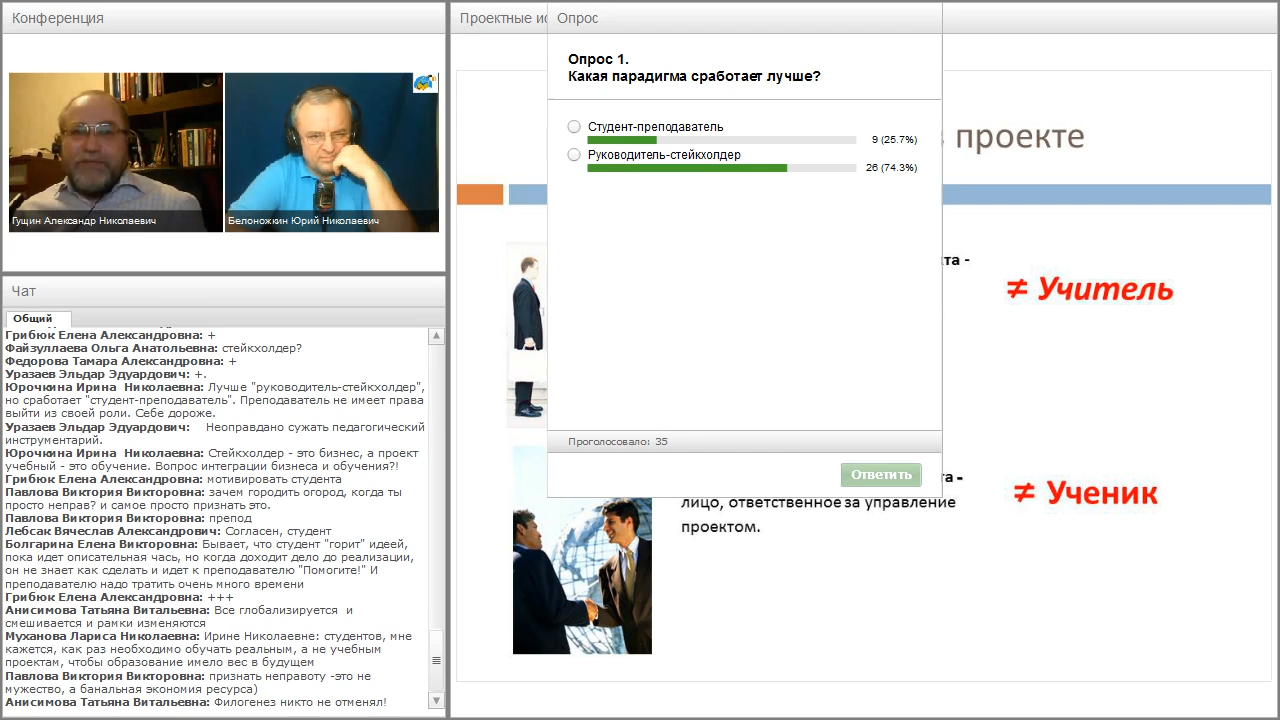 Конференция
Гущин Александр Николаевич
Белоножкин Юрий Николаевич
Чат
Общий
Грибюк Елена Александровна: +
Файзуллаева Ольга Анатольевна: стейкхолдер?
Федорова Тамара Александровна: +
Уразаев Эльдар Эдуардович: +.
Юрочкина Ирина Николаевна: Лучше "руководитель-стейкхолдер",
но сработает "студент-преподаватель". Преподаватель не имеет права
выйти из своей роли. Себе дороже.
Уразаев Эльдар Эдуардович: Неоправдано сужать педагогический
инструментарий.
Юрочкина Ирина Николаевна: Стейкхолдер - это бизнес, а проект
учебный - это обучение. Вопрос интеграции бизнеса и обучения?!
Грибюк Елена Александровна: мотивировать студента
Павлова Виктория Викторовна: зачем городить огород, когда ты
просто неправ? и самое просто признать это.
Павлова Виктория Викторовна: препод
Лебсак Вячеслав Александрович: Согласен, студент
Болгарина Елена Викторовна: Бывает, что студент "горит" идеей,
пока идет описательная чась, но когда доходит дело до реализации,
он не знает как сделать и идет к преподавателю "Помогите!" И
преподавателю надо тратить очень много времени
Грибюк Елена Александровна: +++
Анисимова Татьяна Витальевна: Все глобализируется и
смешивается и рамки изменяются
Муханова Лариса Николаевна: Ирине Николаевне: студентов, мне
кажется, как раз необходимо обучать реальным, а не учебным
проектам, чтобы образование имело вес в будущем
Павлова Виктория Викторовна: признать неправоту -это не
мужество, а банальная экономия ресурса)
Анисимова Татьяна Витальевна: Филогенез никто не отменял!
Проектные
Опрос
Опрос 1.
Какая парадигма сработает лучше?
Студент-преподаватель
9 (25.7%)
Руководитель-стейкхолдер
26 (74.3%)
Проголосовало: 35
Ответить
проекте
≠ Учитель
≠ Ученик
лицо, ответственное за управление
проектом.